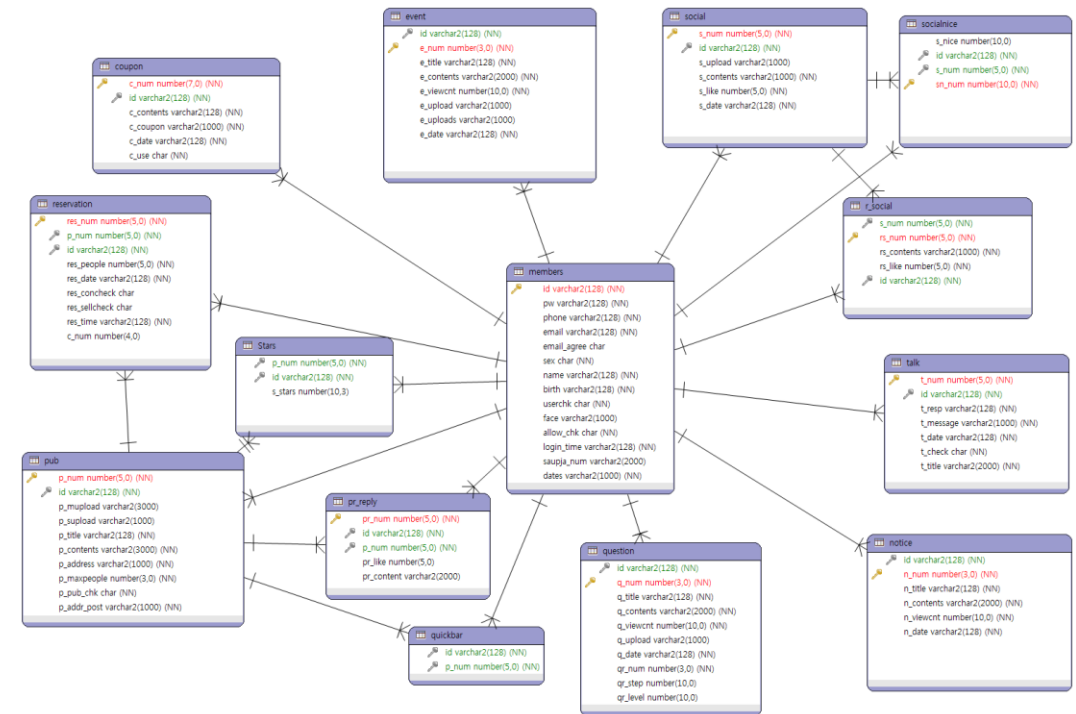 event
id varchar2(128) (NN)
e_num number(3,0) (NN)
e_title varchar2(128) (NN)
e_contents varchar2(2000) (NN)
e_viewcnt number(10,0) (NN)
e_upload varchar2(1000)
e_uploads varchar2(1000)
e_date varchar2(128) (NN)
social
s_num number(5,0) (NN)
id varchar2(128) (NN)
s_upload varchar2(1000)
s_contents varchar2(1000) (NN)
s_like number(5,0) (NN)
s_date varchar2(128) (NN)
socialnice
s_nice number(10,0)
id varchar2(128) (NN)
s_num number(5,0) (NN)
sn_num number(10,0) (NN)
coupon
c_num number(7,0) (NN)
id varchar2(128) (NN)
c_contents varchar2(128) (NN)
c_coupon varchar2(1000) (NN)
c_date varchar2(128) (NN)
c_use char (NN)
reservation
res_num number(5,0) (NN)
p_num number(5,0) (NN)
id varchar2(128) (NN)
res_people number(5,0) (NN)
res_date varchar2(128) (NN)
res_concheck char
res_sellcheck char
res_time varchar2(128) (NN)
c_num number(4,0)
r_social
s_num number(5,0) (NN)
rs_num number(5,0) (NN)
rs_contents varchar2(1000) (NN)
rs_like number(5,0) (NN)
id varchar2(128) (NN)
members
id varchar2(128) (NN)
pw varchar2(128) (NN)
phone varchar2(128) (NN)
email varchar2(128) (NN)
email_agree char
sex char (NN)
name varchar2(128) (NN)
birth varchar2(128) (NN)
userchk char (NN)
face varchar2(1000)
allow_chk char (NN)
login_time varchar2(128) (NN)
saupja_num varchar2(2000)
dates varchar2(1000) (NN)
Stars
p_num number(5,0) (NN)
id varchar2(128) (NN)
s_stars number(10,3)
talk
t_num number(5,0) (NN)
id varchar2(128) (NN)
t_resp varchar2(128) (NN)
t_message varchar2(1000) (NN)
t_date varchar2(128) (NN)
t_check char (NN)
t_title varchar2(2000) (NN)
pub
p_num number(5,0) (NN)
id varchar2(128) (NN)
p_mupload varchar2(3000)
p_supload varchar2(1000)
p_title varchar2(128) (NN)
p_contents varchar2(3000) (NN)
p_address varchar2(1000) (NN)
p_maxpeople number(3,0) (NN)
p_pub_chk char (NN)
p_addr_post varchar2(1000) (NN)
pr_reply
pr_num number(5,0) (NN)
id varchar2(128) (NN)
p_num number(5,0) (NN)
pr_like number(5,0)
pr_content varchar2(2000)
quickbar
id varchar2(128) (NN)
p_num number(5,0) (NN)
question
id varchar2(128) (NN)
q_num number(3,0) (NN)
q_title varchar2(128) (NN)
q_contents varchar2(2000) (NN)
q_viewcnt number(10,0) (NN)
q_upload varchar2(1000)
q_date varchar2(128) (NN)
qr_num number(3,0) (NN)
qr_step number(10,0)
qr_level number(10,0)
notice
id varchar2(128) (NN)
n_num number(3,0) (NN)
n_title varchar2(128) (NN)
n_contents varchar2(2000) (NN)
n_viewcnt number(10,0) (NN)
n_date varchar2(128) (NN)